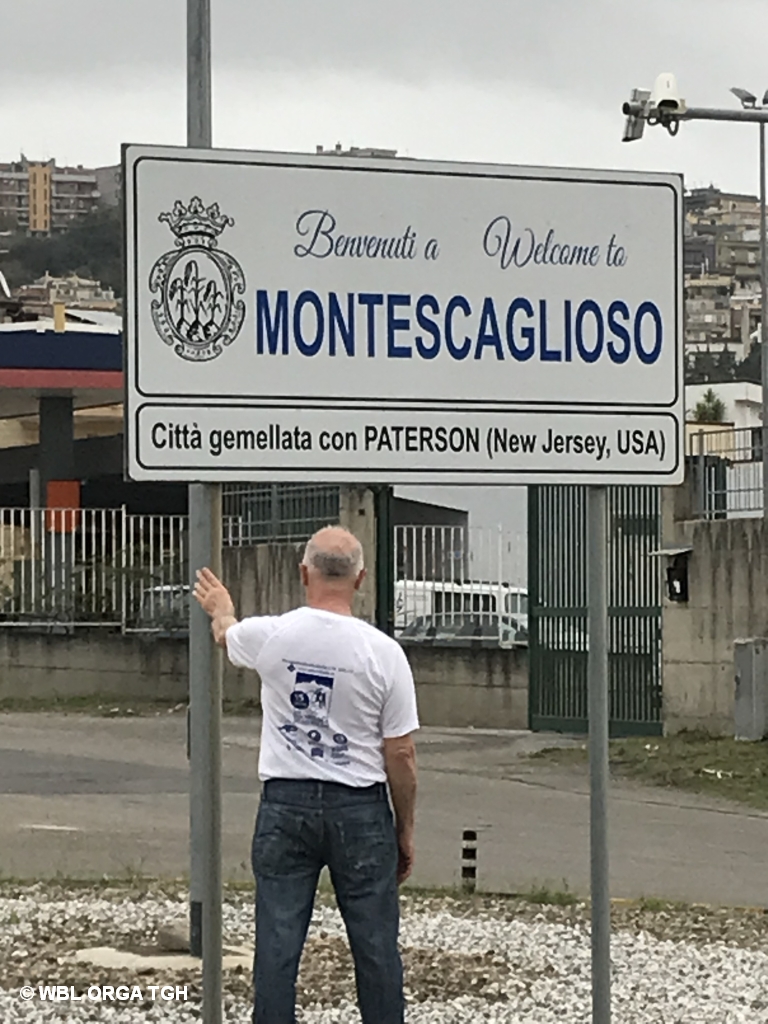 Benvenuti a Welcome to
MONTESCAGLIOSO
Città gemellata con PATERSON (New Jersey, USA)
© WBL.ORGA TGH